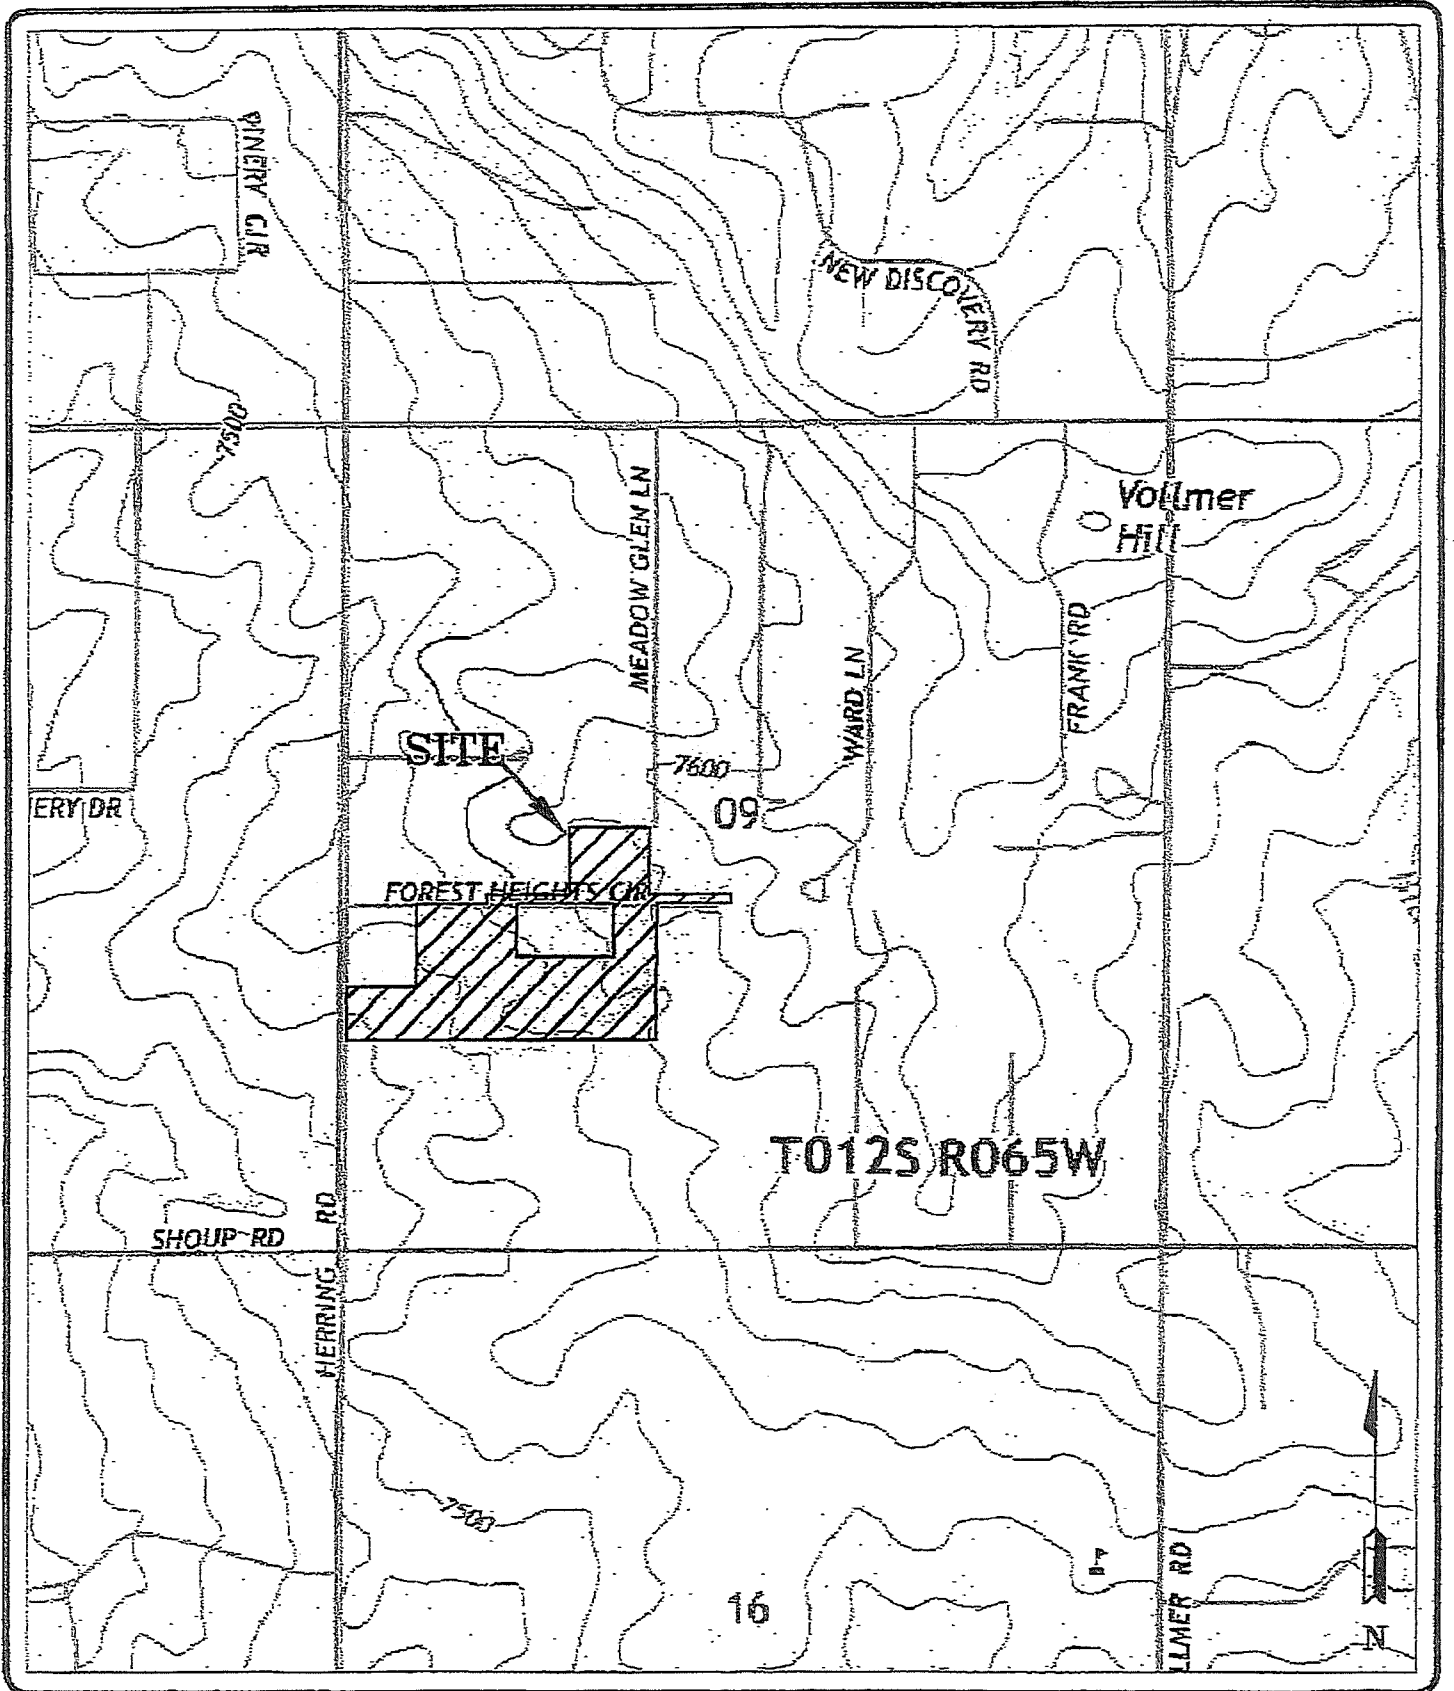 PINERY CIR
NEW DISCOVERY RD
7500
MEADOW GLEN LN
Vollmer
Hill
FRANK RD
WARD LN
SITE
7600
09
ERY DR
FOREST HEIGHTS CIR
T012S R065W
SHOUP RD
HERRING RD
7500
16
LLMER RD
N